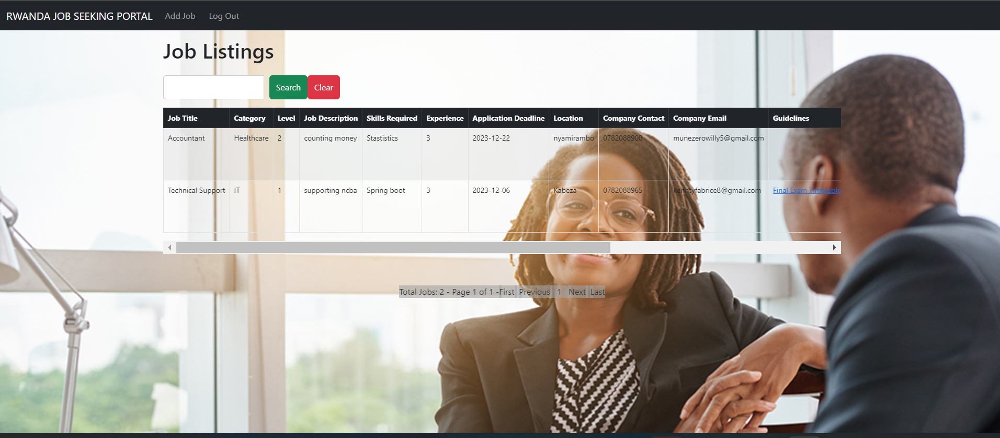 RWANDA JOB SEEKING PORTAL Add Job Log Out
Job Listings
Search Clear
Job Title Category Level Job Description Skills Required Experience Application Deadline Location Company Contact Company Email Guidelines
Accountant Healthcare 2 counting money Stastistics 3 2023-12-22 nyamirambo 0782088900 munezerowilly5@gmail.com
Technical Support IT 1 supporting ncba Spring boot 3 2023-12-06 Kabeza 0782088965 kenntyfabrice8@gmail.com Final Exam Timetable
Total Jobs: 2 - Page 1 of 1 -First Previous 1 Next Last